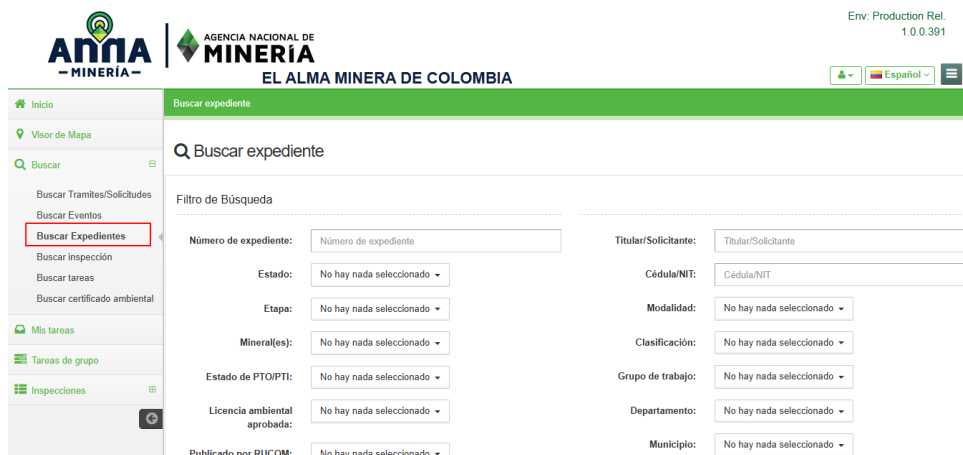 Env: Production Rel.
1.0.0.391
AnnA
–MINERÍA–
AGENCIA NACIONAL DE
MINERÍA
EL ALMA MINERA DE COLOMBIA
Español
Inicio
Buscar expediente
Visor de Mapa
Buscar
Buscar expediente
Buscar Tramites/Solicitudes
Buscar Eventos
Buscar Expedientes
Buscar inspección
Buscar tareas
Buscar certificado ambiental
Mis tareas
Tareas de grupo
Inspecciones
Filtro de Búsqueda
Número de expediente: Número de expediente
Titular/Solicitante: Titular/Solicitante
Estado: No hay nada seleccionado
Cédula/NIT: Cédula/NIT
Etapa: No hay nada seleccionado
Modalidad: No hay nada seleccionado
Mineral(es): No hay nada seleccionado
Clasificación: No hay nada seleccionado
Estado de PTO/PTI: No hay nada seleccionado
Grupo de trabajo: No hay nada seleccionado
Licencia ambiental
aprobada: No hay nada seleccionado
Departamento: No hay nada seleccionado
Municipio: No hay nada seleccionado
Publicado por RUCOM: No hay nada seleccionado